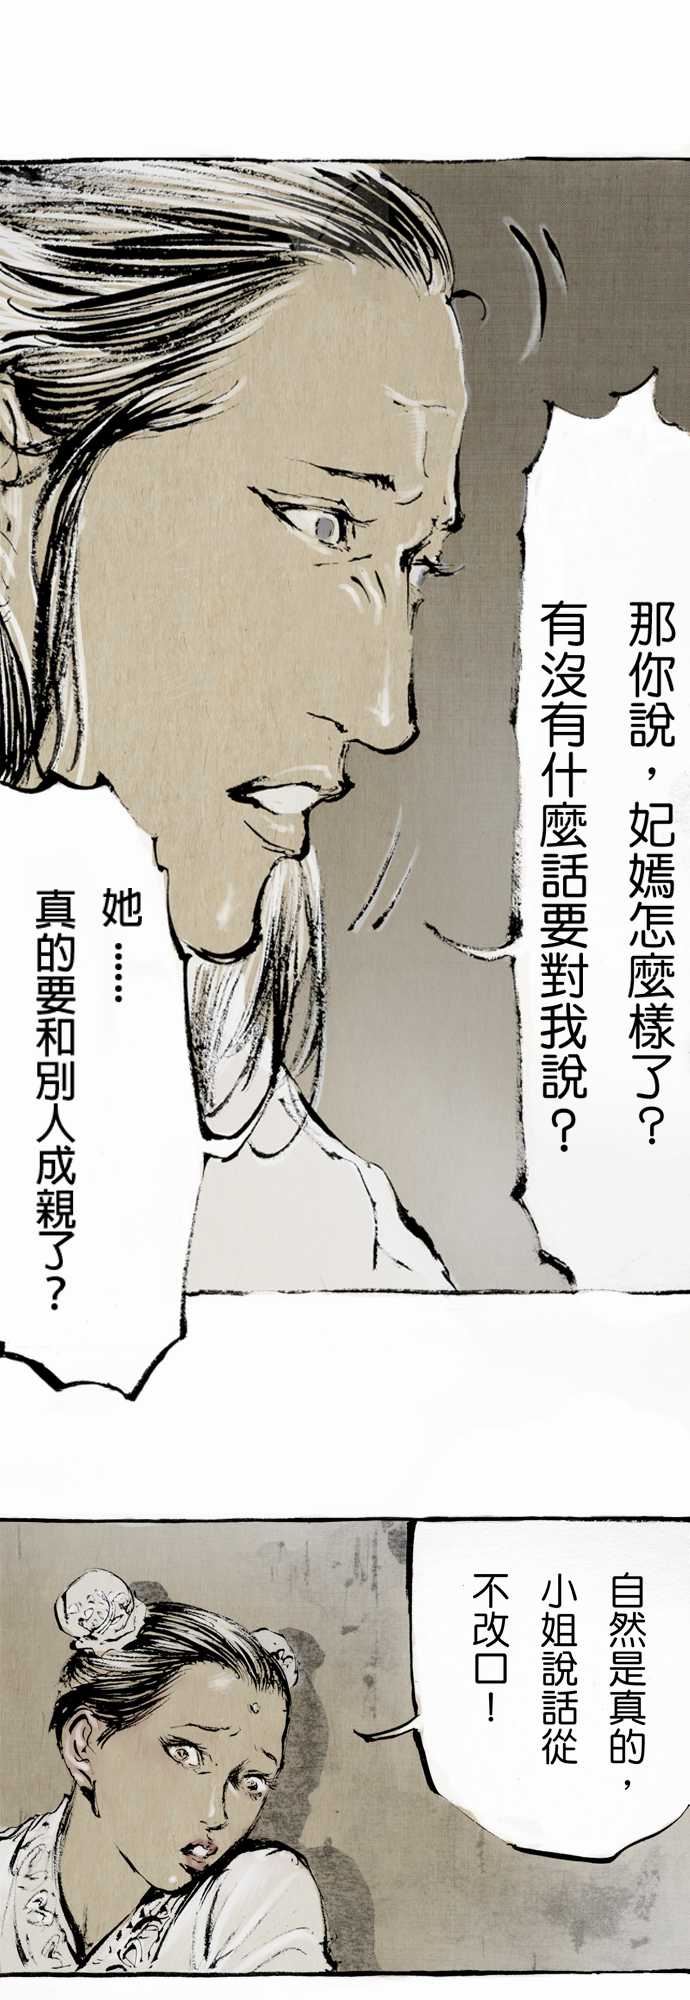 那你說，妃嫣怎麼樣了？
有沒有什麼話要對我說？
她……
真的要和別人成親了？
自然是真的，
小姐說話從
不改口！